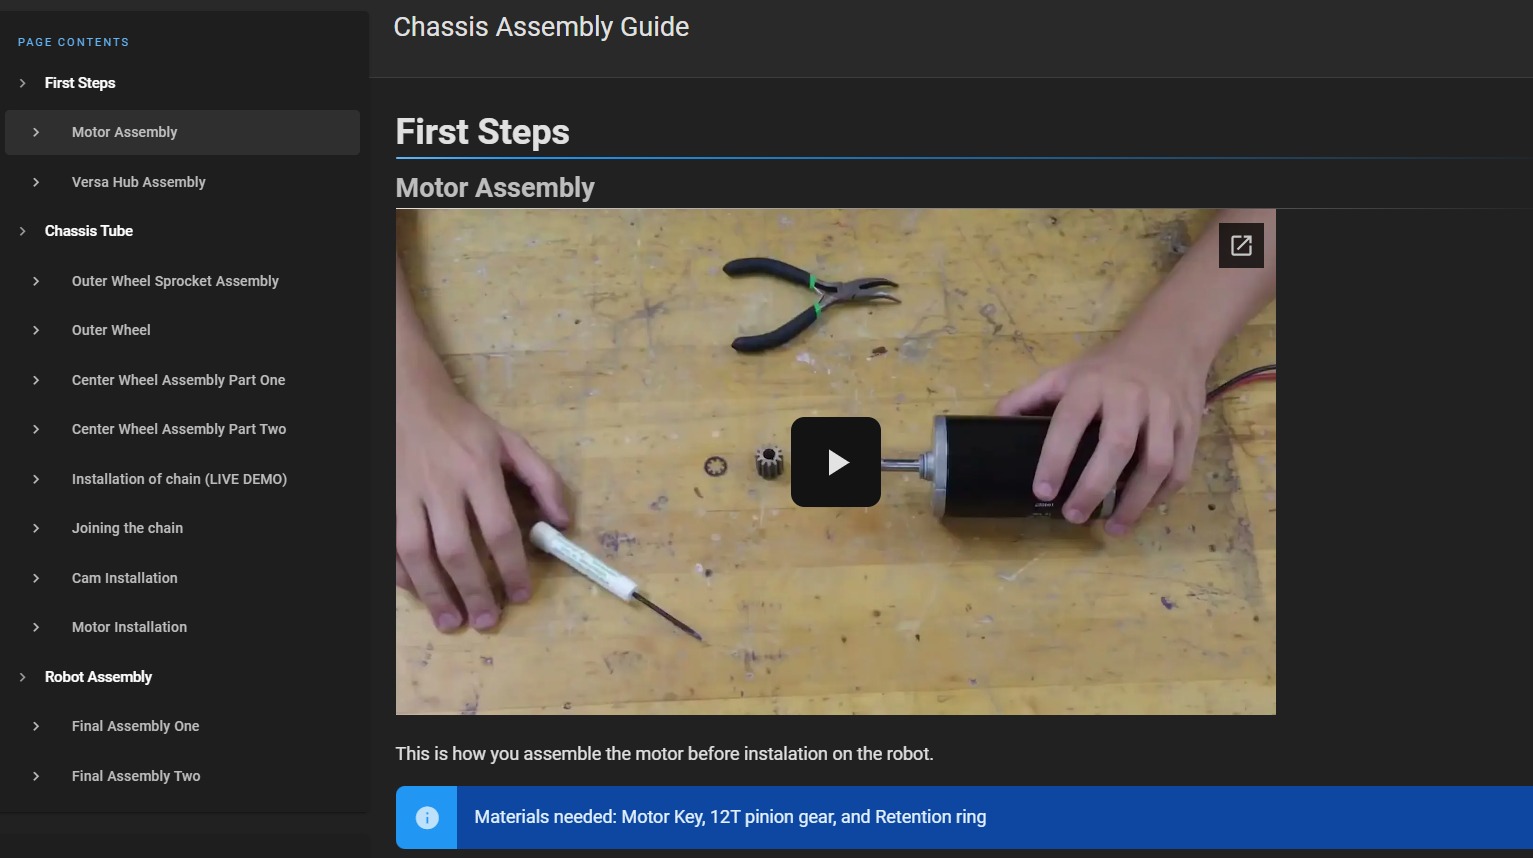 PAGE CONTENTS
First Steps
Motor Assembly
Versa Hub Assembly
Chassis Tube
Outer Wheel Sprocket Assembly
Outer Wheel
Center Wheel Assembly Part One
Center Wheel Assembly Part Two
Installation of chain (LIVE DEMO)
Joining the chain
Cam Installation
Motor Installation
Robot Assembly
Final Assembly One
Final Assembly Two
Chassis Assembly Guide
First Steps
Motor Assembly
This is how you assemble the motor before instalation on the robot.
Materials needed: Motor Key, 12T pinion gear, and Retention ring